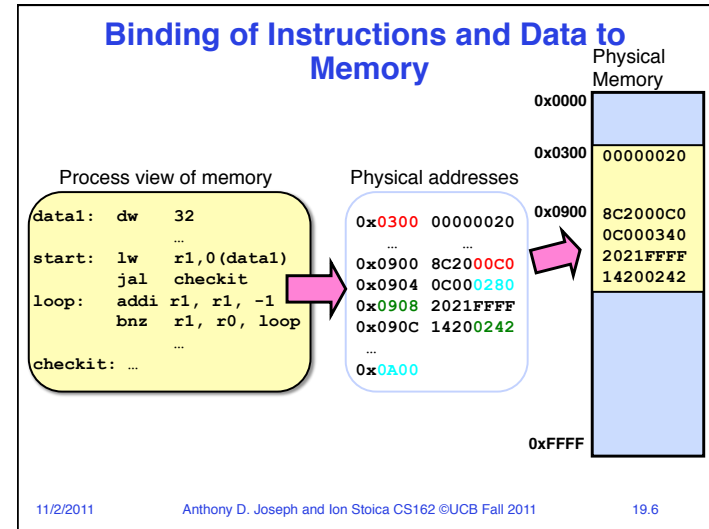 Binding of Instructions and Data to
Memory
Physical
Memory
0x0000
0x0300 00000020
0x0900 8C2000C0
0C000340
2021FFFF
14200242
0xFFFF
Process view of memory
data1: dw 32
…
start: lw r1,0(data1)
jal checkit
loop: addi r1, r1, -1
bnz r1, r0, loop
…
checkit: …
Physical addresses
0x0300 00000020
… …
0x0900 8C2000C0
0x0904 0C000280
0x0908 2021FFFF
0x090C 14200242
…
0x0A00
11/2/2011 Anthony D. Joseph and Ion Stoica CS162 ©UCB Fall 2011 19.6